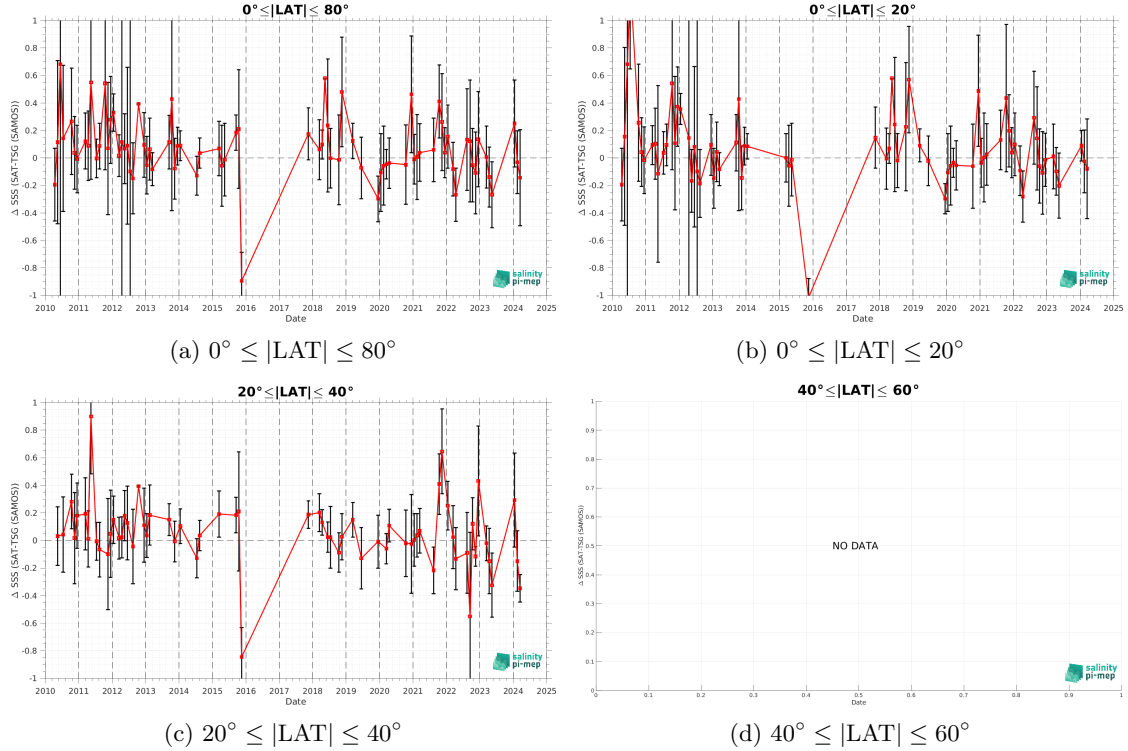 0°≤|LAT|≤ 80°
Δ SSS (SAT-TSG (SAMOS))
1
0.8
0.6
0.4
0.2
0
-0.2
-0.4
-0.6
-0.8
-1
2010 2011 2012 2013 2014 2015 2016 2017 2018 2019 2020 2021 2022 2023 2024 2025
Date
salinity
pi-mep
(a) 0° ≤ |LAT| ≤ 80°
0°≤|LAT|≤ 20°
Δ SSS (SAT-TSG (SAMOS))
1
0.8
0.6
0.4
0.2
0
-0.2
-0.4
-0.6
-0.8
-1
2010 2011 2012 2013 2014 2015 2016 2017 2018 2019 2020 2021 2022 2023 2024 2025
Date
salinity
pi-mep
(b) 0° ≤ |LAT| ≤ 20°
20°≤|LAT|≤ 40°
Δ SSS (SAT-TSG (SAMOS))
1
0.8
0.6
0.4
0.2
0
-0.2
-0.4
-0.6
-0.8
-1
2010 2011 2012 2013 2014 2015 2016 2017 2018 2019 2020 2021 2022 2023 2024 2025
Date
salinity
pi-mep
(c) 20° ≤ |LAT| ≤ 40°
40°≤|LAT|≤ 60°
Δ SSS (SAT-TSG (SAMOS))
1
0.9
0.8
0.7
0.6
0.5
0.4
0.3
0.2
0.1
0
NO DATA
0 0.1 0.2 0.3 0.4 0.5 0.6 0.7 0.8 0.9 1
Date
salinity
pi-mep
(d) 40° ≤ |LAT| ≤ 60°